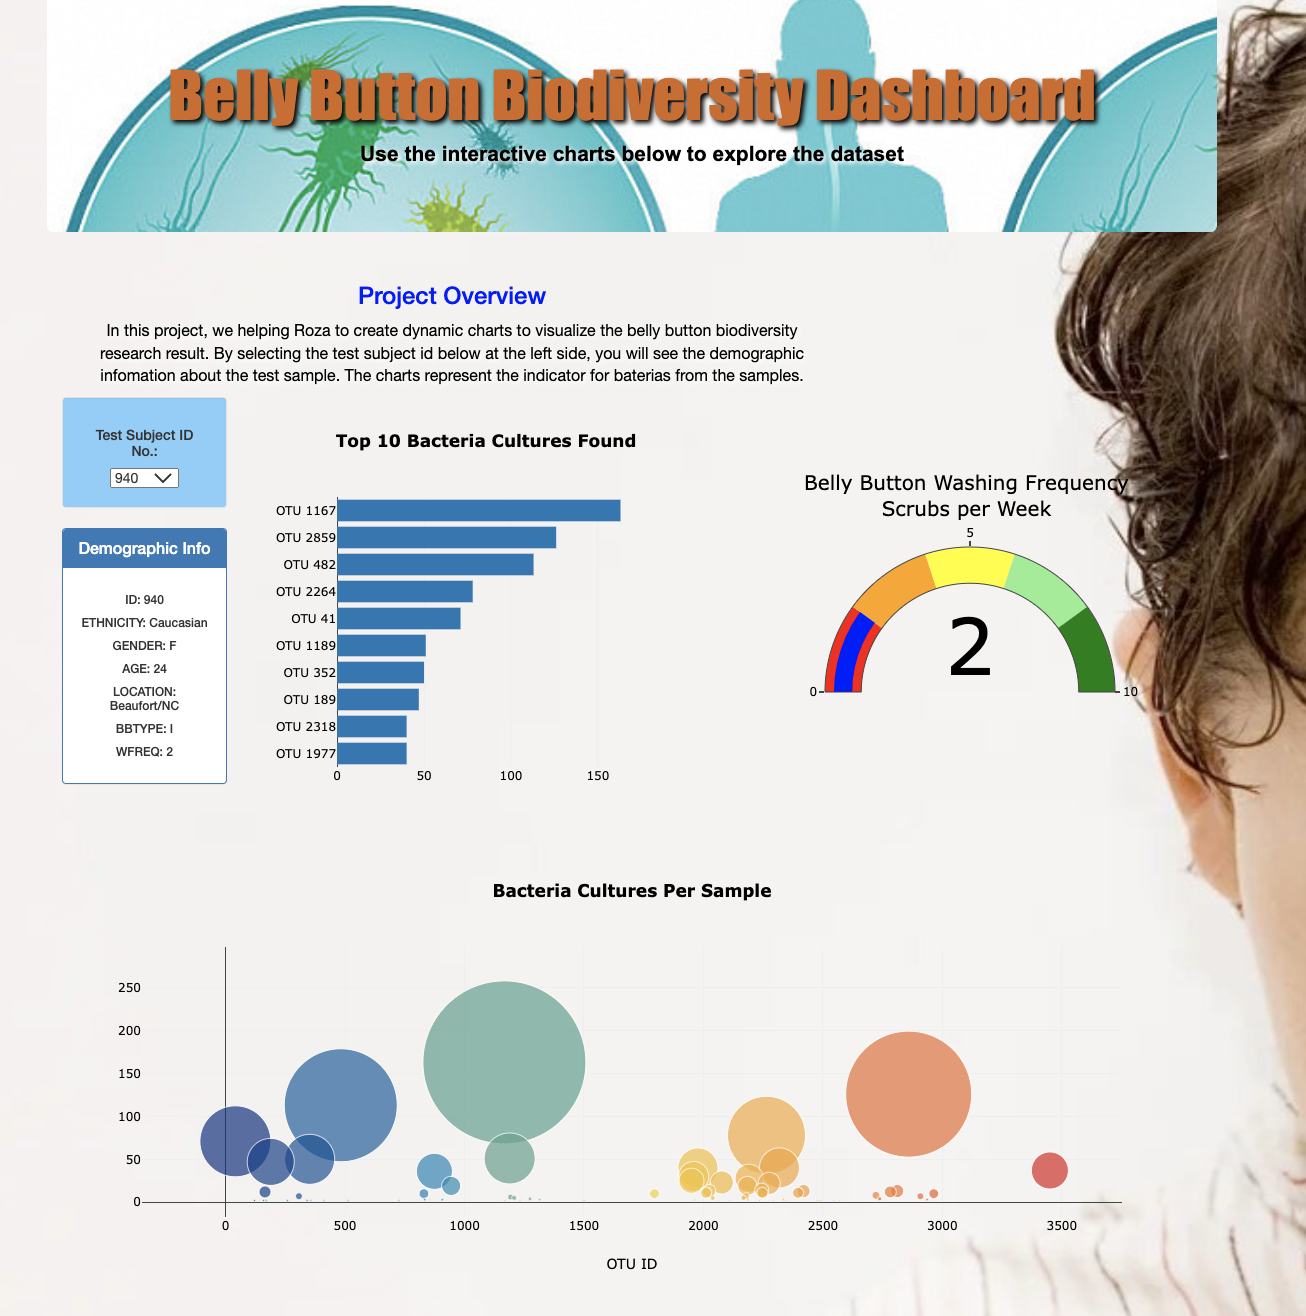 Belly Button Biodiversity Dashboard
Use the interactive charts below to explore the dataset
Project Overview
In this project, we helping Roza to create dynamic charts to visualize the belly button biodiversity
research result. By selecting the test subject id below at the left side, you will see the demographic
infomation about the test sample. The charts represent the indicator for baterias from the samples.
Test Subject ID
No.:
940
Demographic Info
ID: 940
ETHNICITY: Caucasian
GENDER: F
AGE: 24
LOCATION:
Beaufort/NC
BBTYPE: I
WFREQ: 2
Top 10 Bacteria Cultures Found
OTU 1167
OTU 2859
OTU 482
OTU 2264
OTU 41
OTU 1189
OTU 352
OTU 189
OTU 2318
OTU 1977
0 50 100 150
Belly Button Washing Frequency
Scrubs per Week
5
2
0 10
Bacteria Cultures Per Sample
250
200
150
100
50
0
0 500 1000 1500 2000 2500 3000 3500
OTU ID